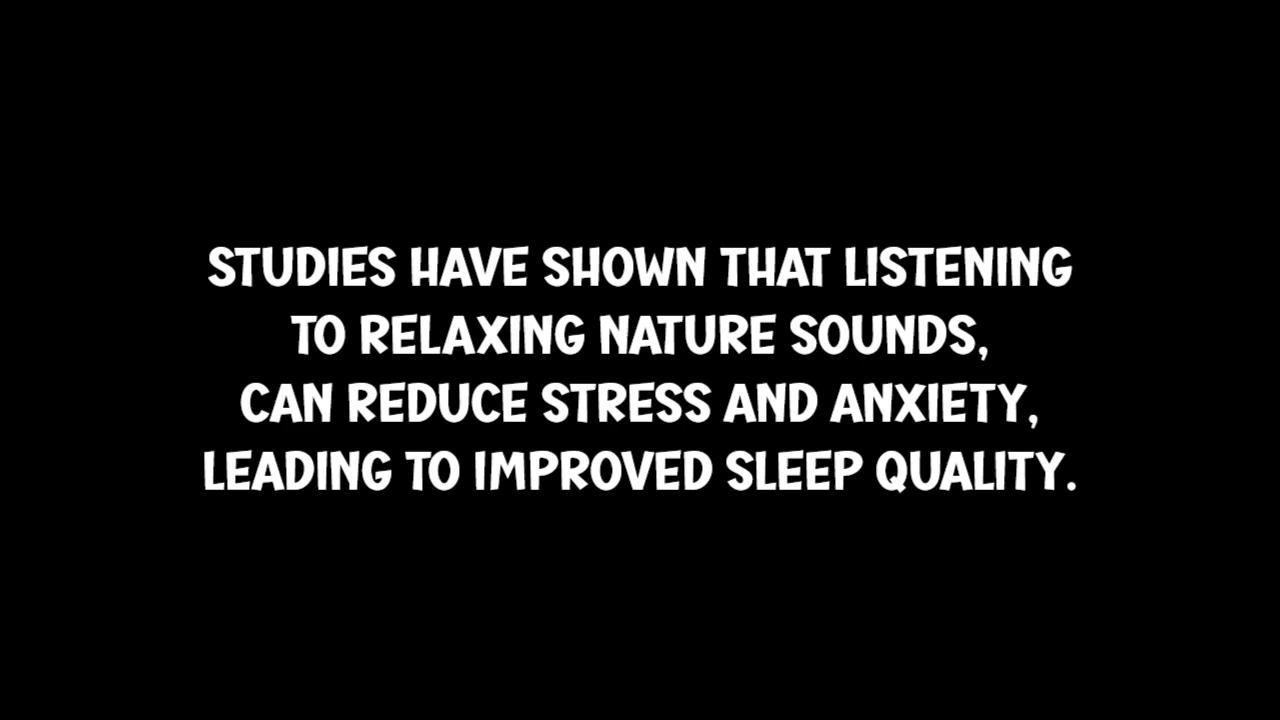 STUDIES HAVE SHOWN THAT LISTENING
TO RELAXING NATURE SOUNDS,
CAN REDUCE STRESS AND ANXIETY,
LEADING TO IMPROVED SLEEP QUALITY.